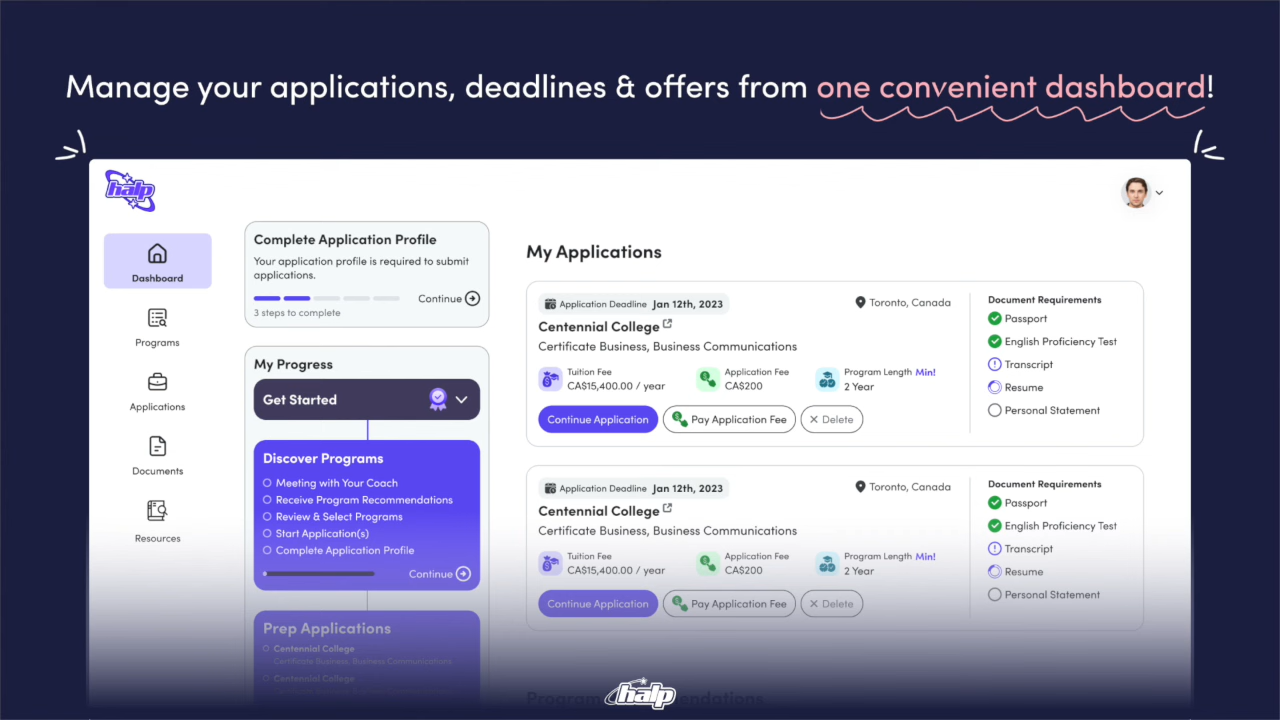 Manage your applications, deadlines & offers from one convenient dashboard!
halp
Dashboard
Programs
Applications
Documents
Resources
Complete Application Profile
Your application profile is required to submit
applications.
Continue
3 steps to complete
My Progress
Get Started
Discover Programs
Meeting with Your Coach
Receive Program Recommendations
Review & Select Programs
Start Application(s)
Complete Application Profile
Continue
Prep Applications
Centennial College
Certificate Business, Business Communications
Centennial College
My Applications
Application Deadline Jan 12th, 2023
Toronto, Canada
Centennial College
Certificate Business, Business Communications
Tuition Fee
CA$15,400.00 / year
Application Fee
CA$200
Program Length Min!
2 Year
Continue Application
Pay Application Fee
Delete
Document Requirements
Passport
English Proficiency Test
Transcript
Resume
Personal Statement
Application Deadline Jan 12th, 2023
Toronto, Canada
Centennial College
Certificate Business, Business Communications
Tuition Fee
CA$15,400.00 / year
Application Fee
CA$200
Program Length Min!
2 Year
Continue Application
Pay Application Fee
Delete
Document Requirements
Passport
English Proficiency Test
Transcript
Resume
Personal Statement
halp